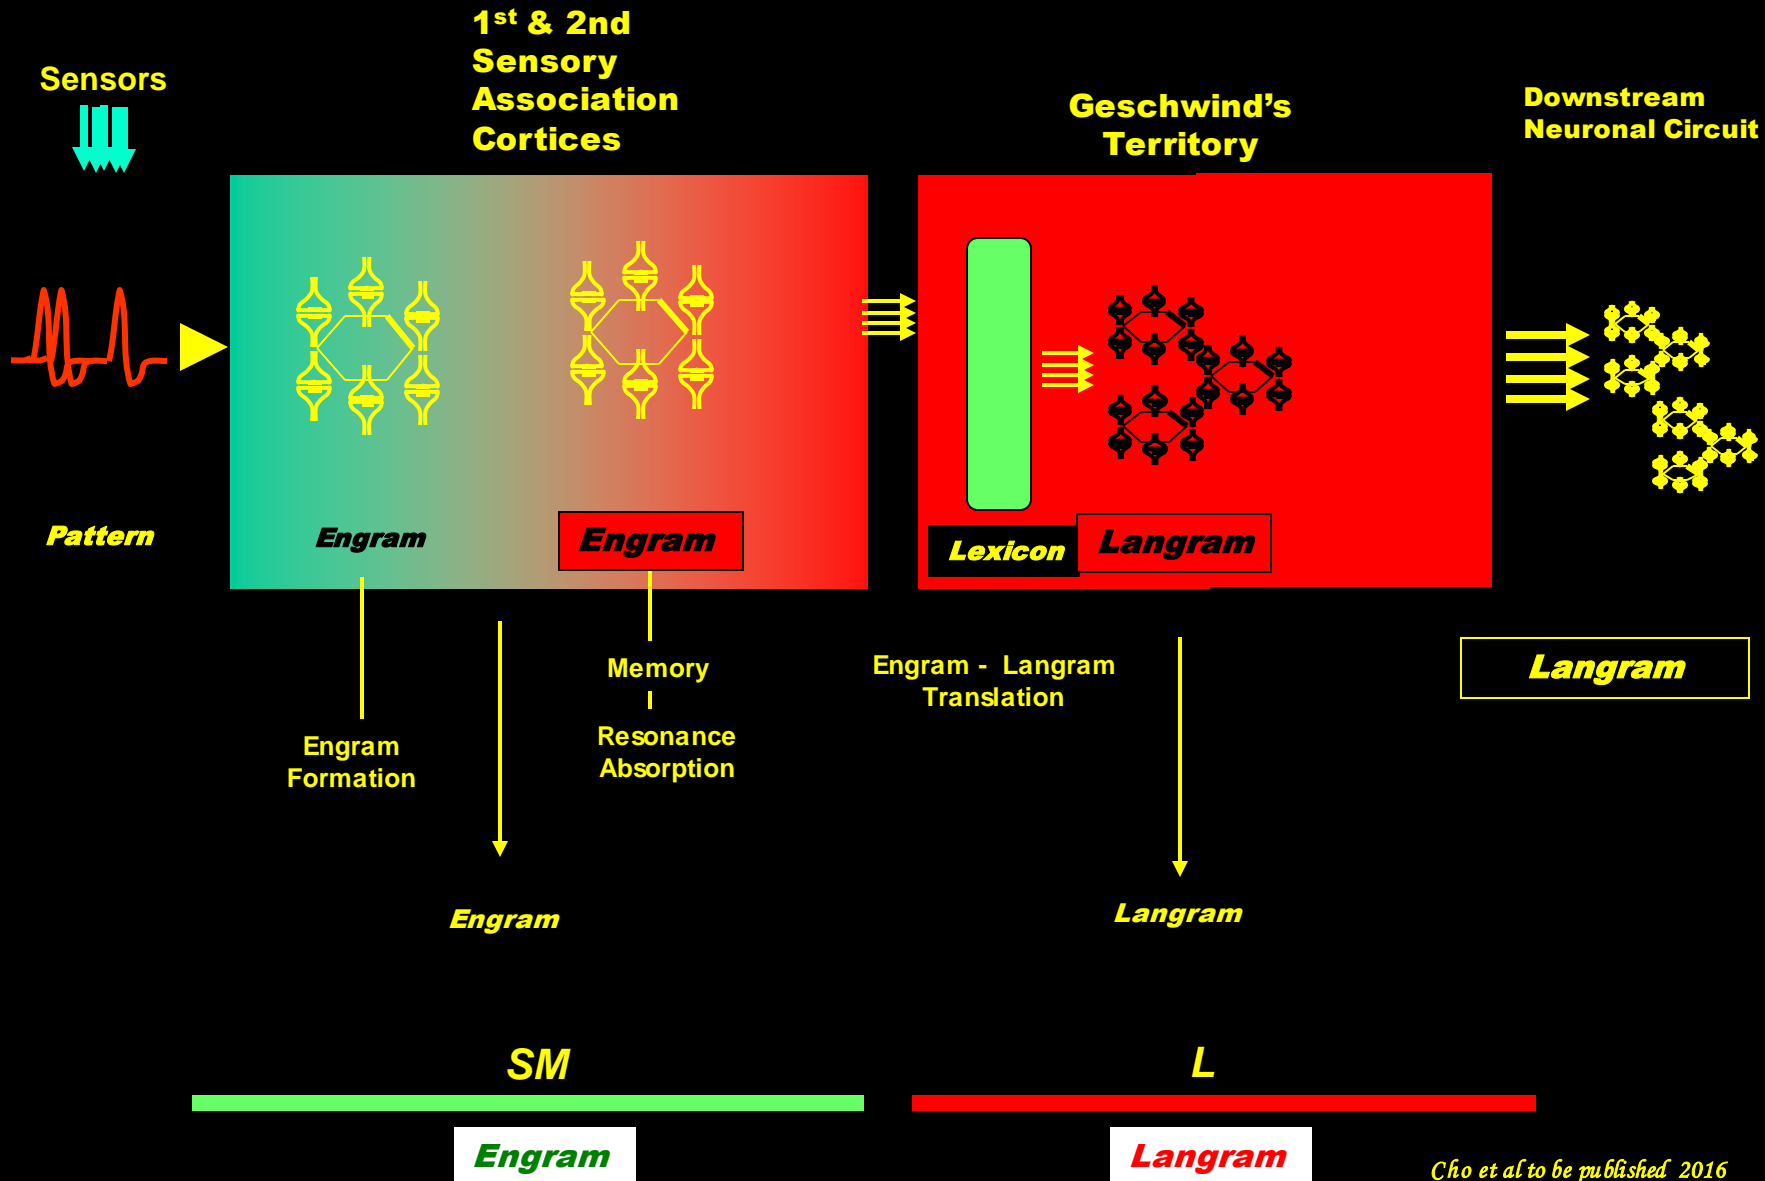 Sensors
1st & 2nd
Sensory
Association
Cortices
Geschwind's
Territory
Downstream
Neuronal Circuit
Pattern
Engram
Engram
Lexicon
Langram
Engram
Formation
Memory
Resonance
Absorption
Engram - Langram
Translation
Langram
Engram
Langram
SM
L
Engram
Langram
Cho et al to be published 2016